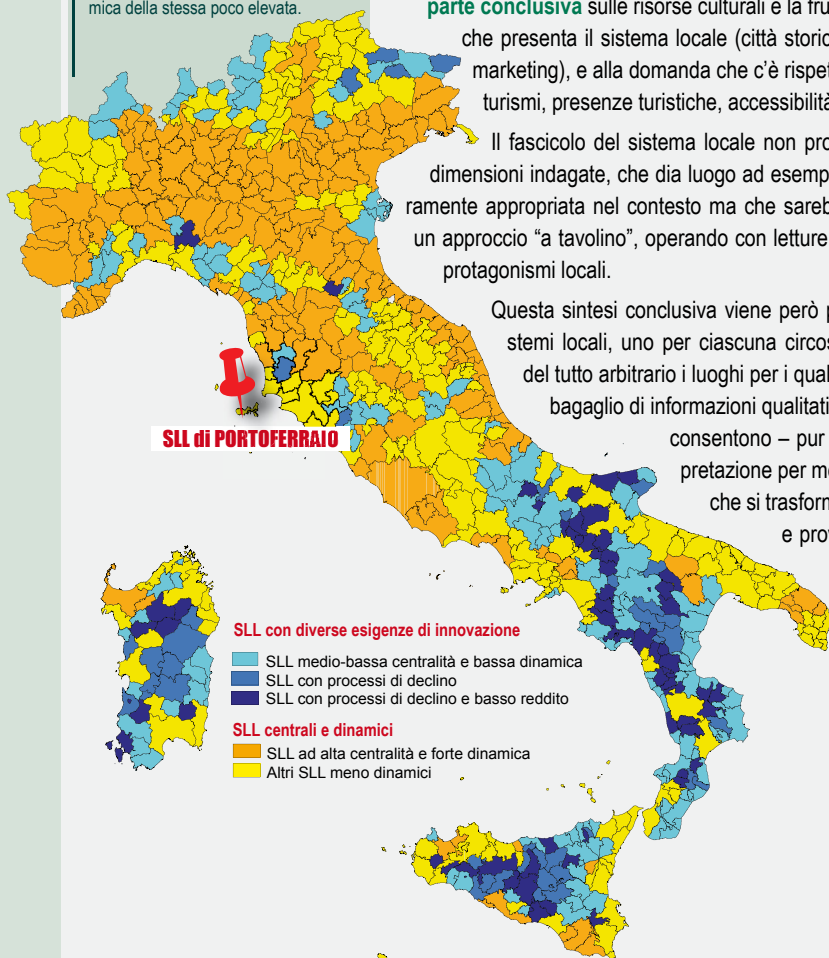 mica della stessa poco elevata.
parte conclusiva sulle risorse culturali e la fru
che presenta il sistema locale (città storic
marketing), e alla domanda che c'è rispet
turismi, presenze turistiche, accessibilità
Il fascicolo del sistema locale non pro
dimensioni indagate, che dia luogo ad esemp
ramente appropriata nel contesto ma che sareb
un approccio “a tavolino”, operando con letture
protagonismi locali.
Questa sintesi conclusiva viene però p
stemi locali, uno per ciascuna circos
del tutto arbitrario i luoghi per i qual
bagaglio di informazioni qualitati
consentono – pur
pretazione per me
che si trasform
e prov
SLL di PORTOFERRAIO
SLL con diverse esigenze di innovazione
SLL medio-bassa centralità e bassa dinamica
SLL con processi di declino
SLL con processi di declino e basso reddito
SLL centrali e dinamici
SLL ad alta centralità e forte dinamica
Altri SLL meno dinamici